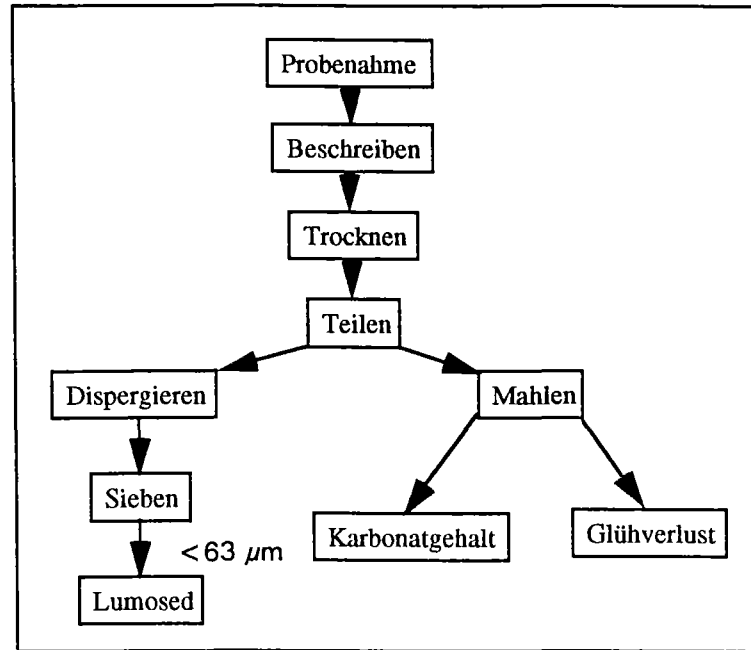 Probenahme
Beschreiben
Trocknen
Teilen
Dispergieren
Mahlen
Sieben
Karbonatgehalt
Glühverlust
<63 µm
Lumosed